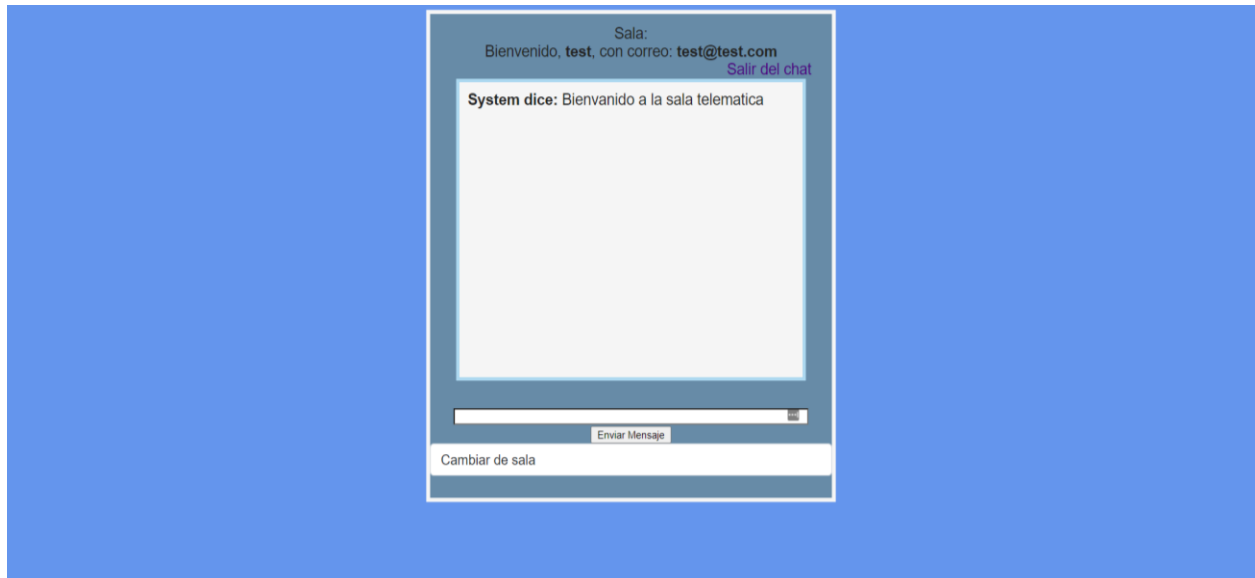 Sala:
Bienvenido, test, con correo: test@test.com
Salir del chat
System dice: Bienvanido a la sala telematica
Enviar Mensaje
Cambiar de sala